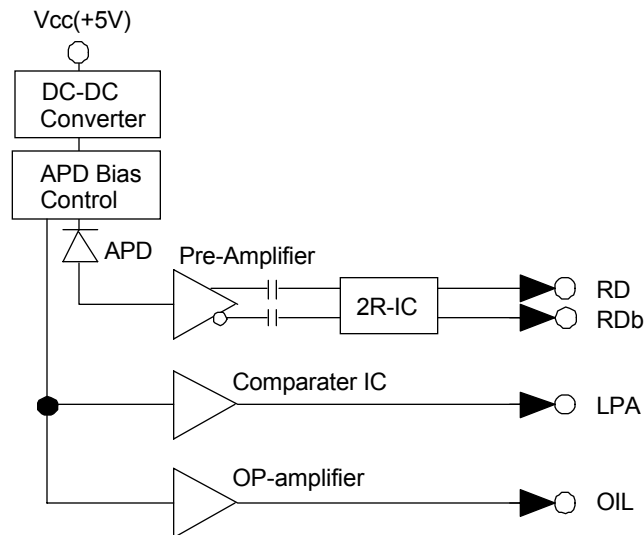 Vcc(+5V)
DC-DC
Converter
APD Bias
Control
APD
Pre-Amplifier
2R-IC
RD
RDb
Comparater IC
LPA
OP-amplifier
OIL